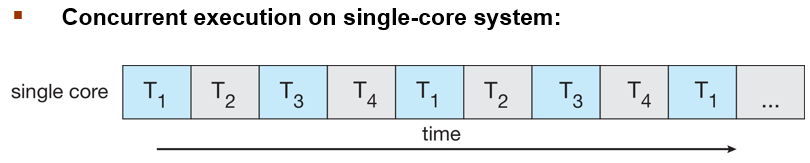 ▪ Concurrent execution on single-core system:
single core T₁ T₂ T₃ T₄ T₁ T₂ T₃ T₄ T₁ ...
time